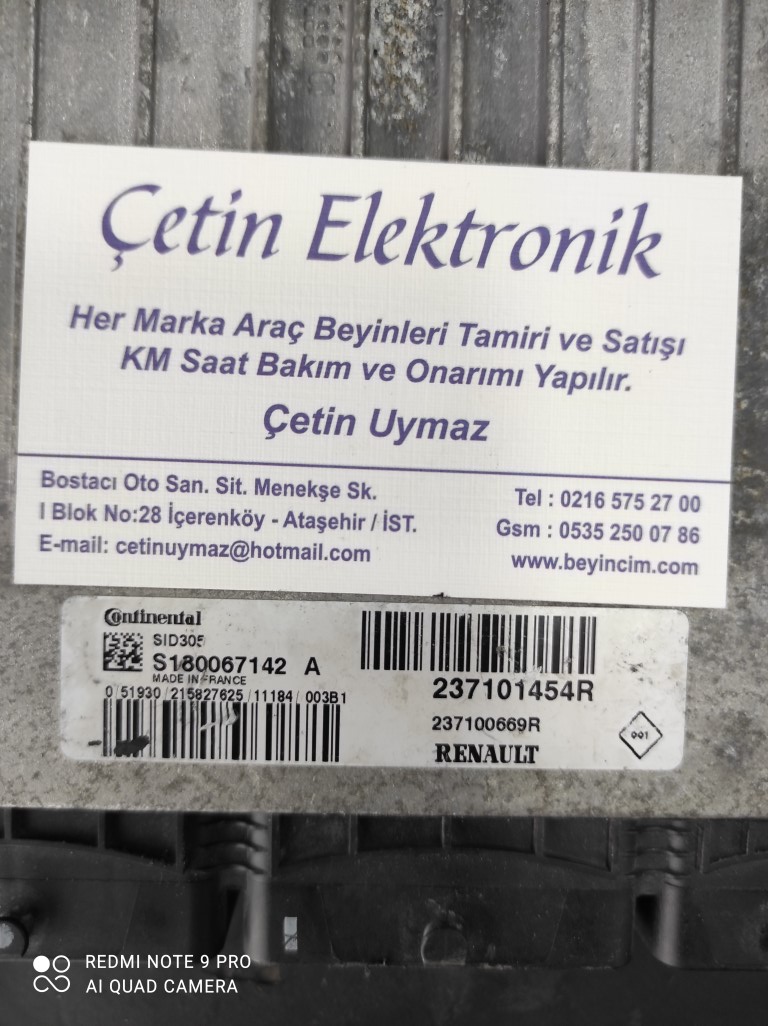 Çetin Elektronik
Her Marka Araç Beyinleri Tamiri ve Satışı
KM Saat Bakım ve Onarımı Yapılır.
Çetin Uymaz
Bostacı Oto San. Sit. Menekşe Sk.
I Blok No:28 İçerenköy - Ataşehir / İST.
E-mail: cetinuymaz@hotmail.com
Tel : 0216 575 27 00
Gsm : 0535 250 07 86
www.beyincim.com
Continental
SID305
S180067142 A
MADE IN FRANCE
0/51930/215827625/11184/003B1
237101454R
237100669R
RENAULT
001
REDMI NOTE 9 PRO
AI QUAD CAMERA